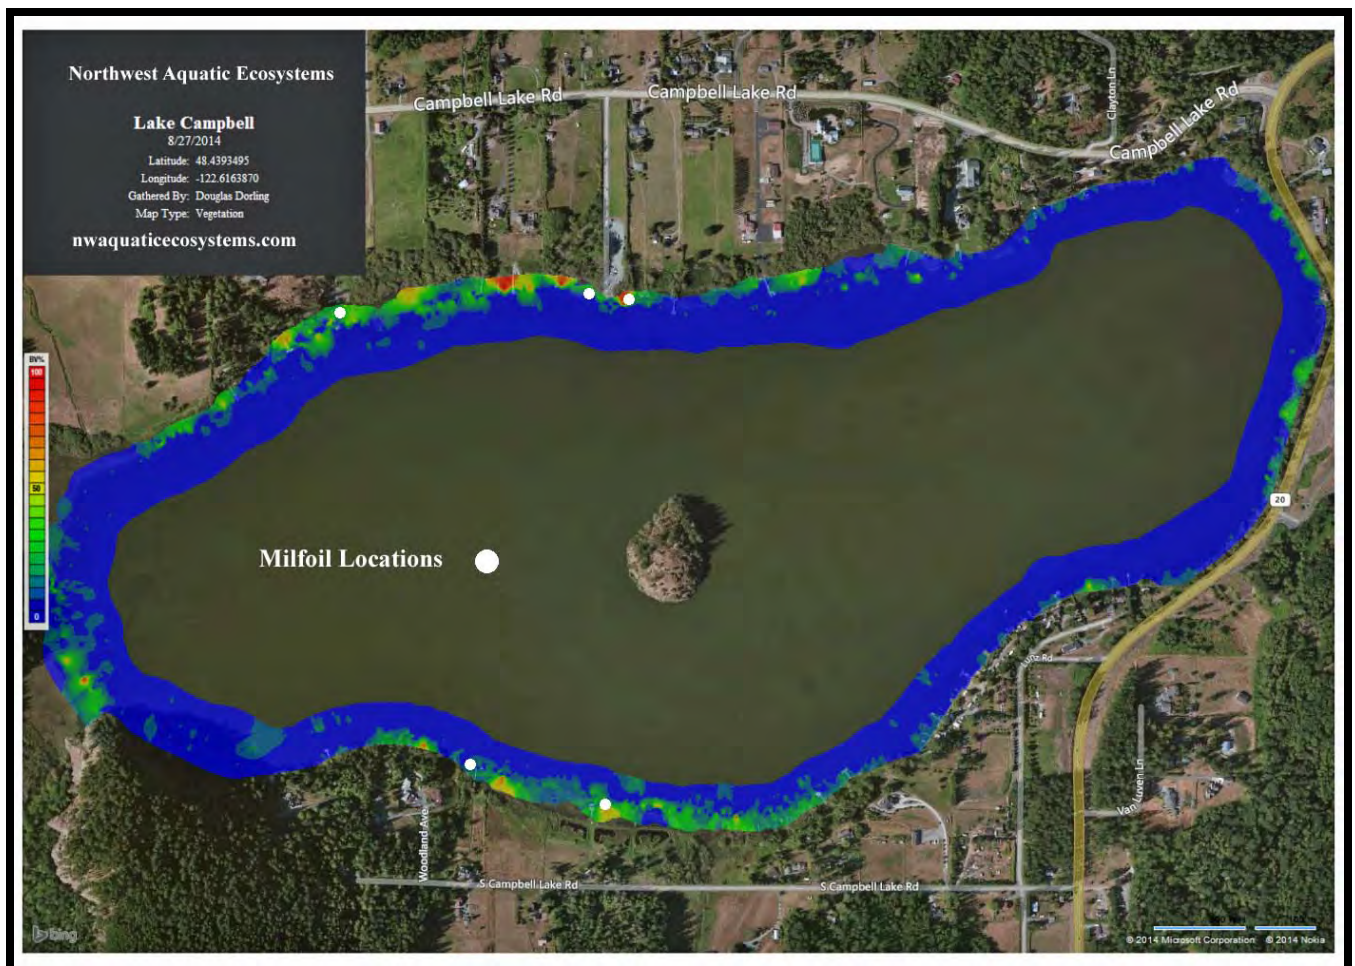 Northwest Aquatic Ecosystems
Lake Campbell
8/27/2014
Latitude: 48.4393495
Longitude: -122.6163870
Gathered By: Douglas Dorling
Map Type: Vegetation
nwaquaticecosystems.com
Campbell Lake Rd
Campbell Lake Rd
Clayton Ln
Campbell Lake Rd
BV%
100
50
0
20
Milfoil Locations
Van Luven Ln
Woodland Ave
S Campbell Lake Rd
S Campbell Lake Rd
bing
© 2014 Microsoft Corporation © 2014 Nokia